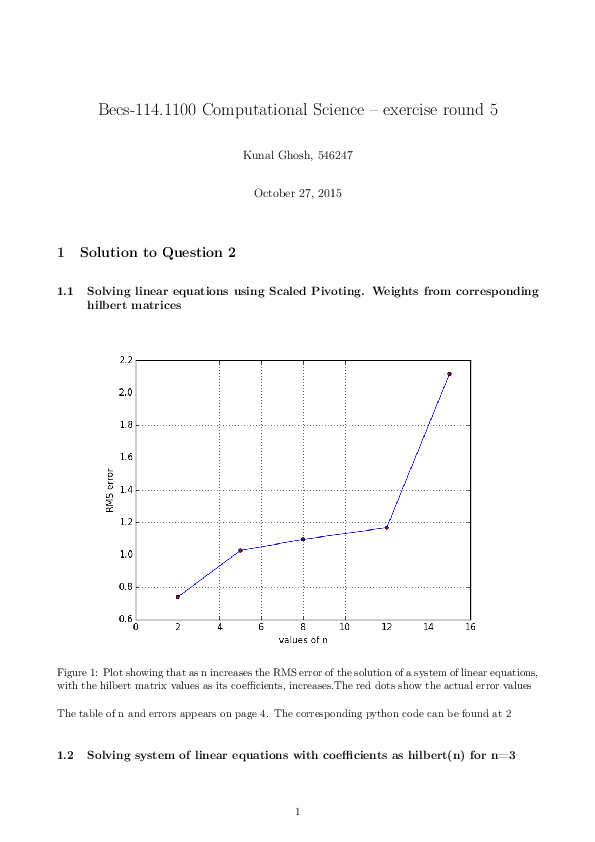 Becs-114.1100 Computational Science – exercise round 5
Kunal Ghosh, 546247
October 27, 2015
1 Solution to Question 2
1.1 Solving linear equations using Scaled Pivoting. Weights from corresponding
hilbert matrices
2.2
2.0
1.8
1.6
1.4
1.2
1.0
0.8
0.6
RMS error
0 2 4 6 8 10 12 14 16
values of n
Figure 1: Plot showing that as n increases the RMS error of the solution of a system of linear equations,
with the hilbert matrix values as its coefficients, increases.The red dots show the actual error values
The table of n and errors appears on page 4. The corresponding python code can be found at 2
1.2 Solving system of linear equations with coefficients as hilbert(n) for n=3
1